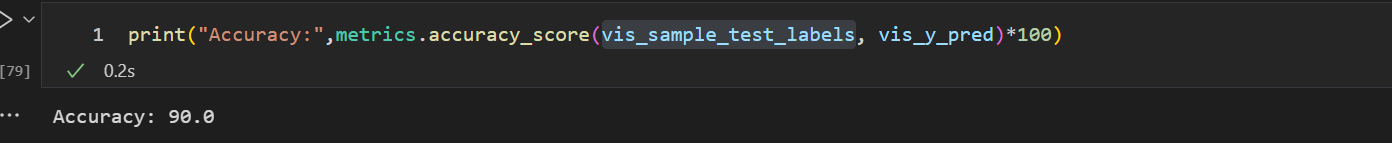 1 print("Accuracy:",metrics.accuracy_score(vis_sample_test_labels, vis_y_pred)*100)
[79] 0.2s
... Accuracy: 90.0